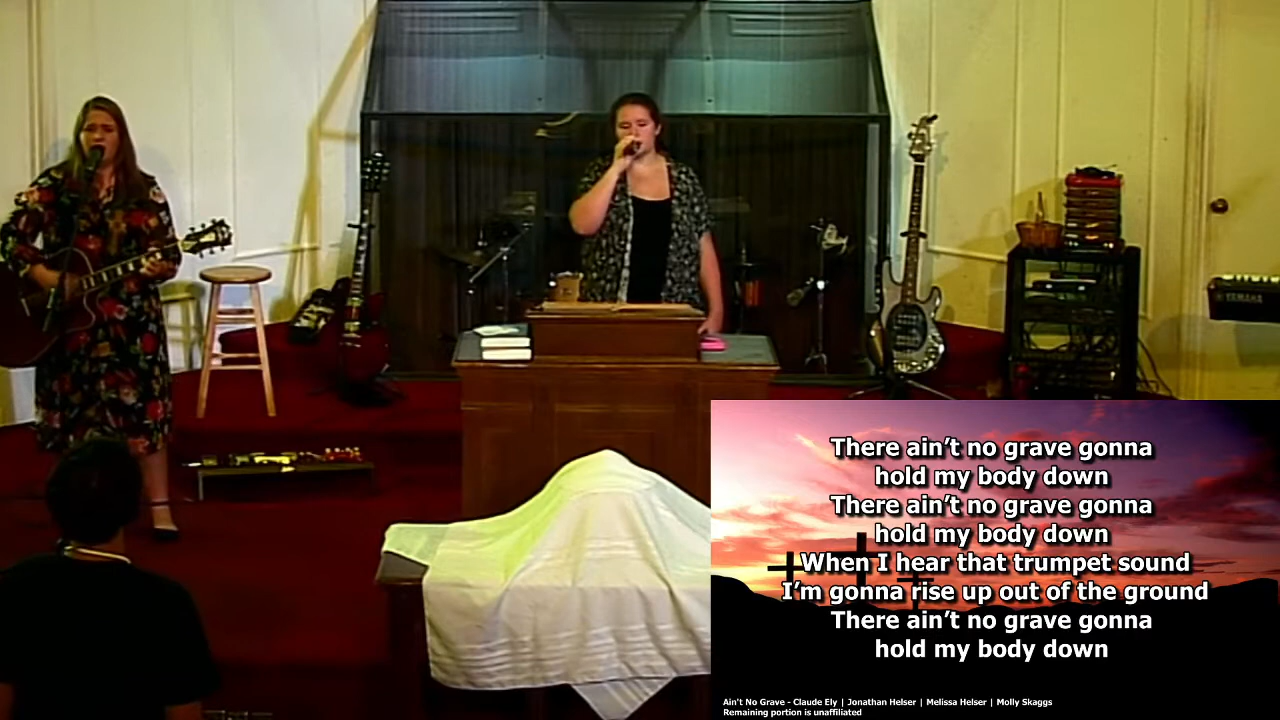 YAMAHA
There ain't no grave gonna
hold my body down
There ain't no grave gonna
hold my body down
When I hear that trumpet sound
I'm gonna rise up out of the ground
There ain't no grave gonna
hold my body down
Ain't No Grave - Claude Ely | Jonathan Helser | Melissa Helser | Molly Skaggs
Remaining portion is unaffiliated